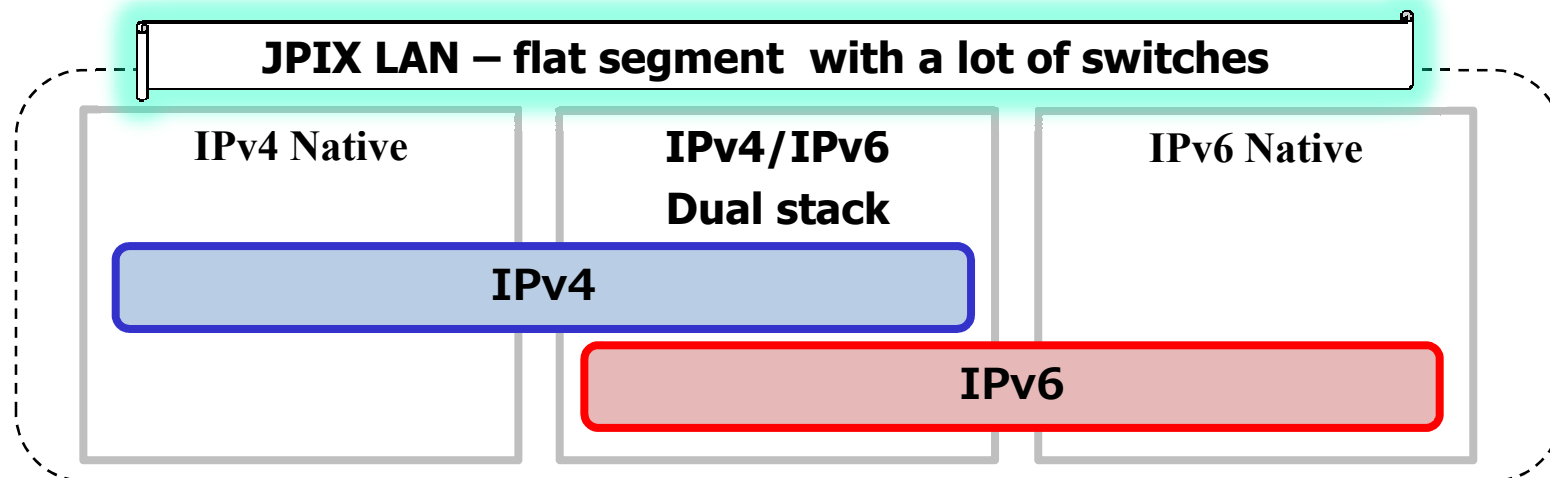 JPIX LAN – flat segment with a lot of switches
IPv4 Native
IPv4/IPv6
Dual stack
IPv6 Native
IPv4
IPv6